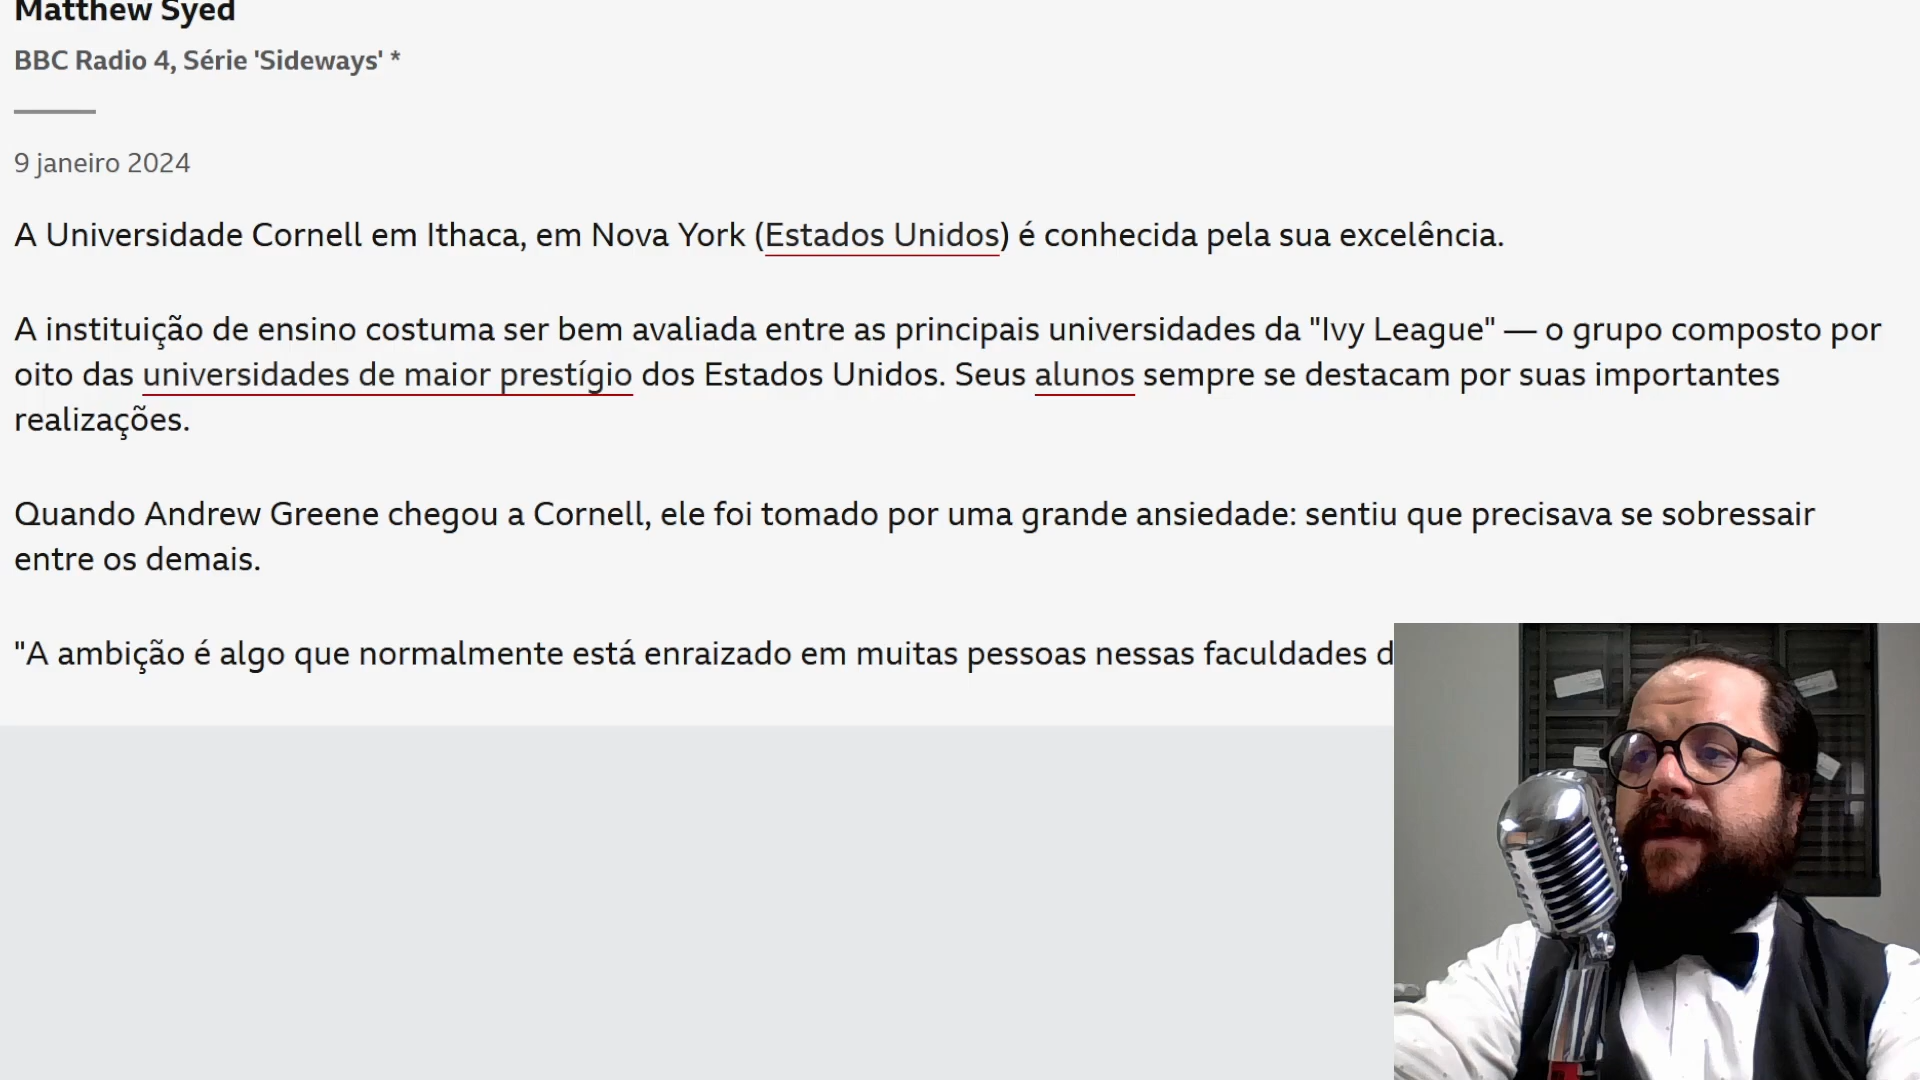 Matthew Syed
BBC Radio 4, Série 'Sideways' *
9 janeiro 2024
A Universidade Cornell em Ithaca, em Nova York (Estados Unidos) é conhecida pela sua excelência.
A instituição de ensino costuma ser bem avaliada entre as principais universidades da "Ivy League" — o grupo composto por
oito das universidades de maior prestígio dos Estados Unidos. Seus alunos sempre se destacam por suas importantes
realizações.
Quando Andrew Greene chegou a Cornell, ele foi tomado por uma grande ansiedade: sentiu que precisava se sobressair
entre os demais.
"A ambição é algo que normalmente está enraizado em muitas pessoas nessas faculdades d